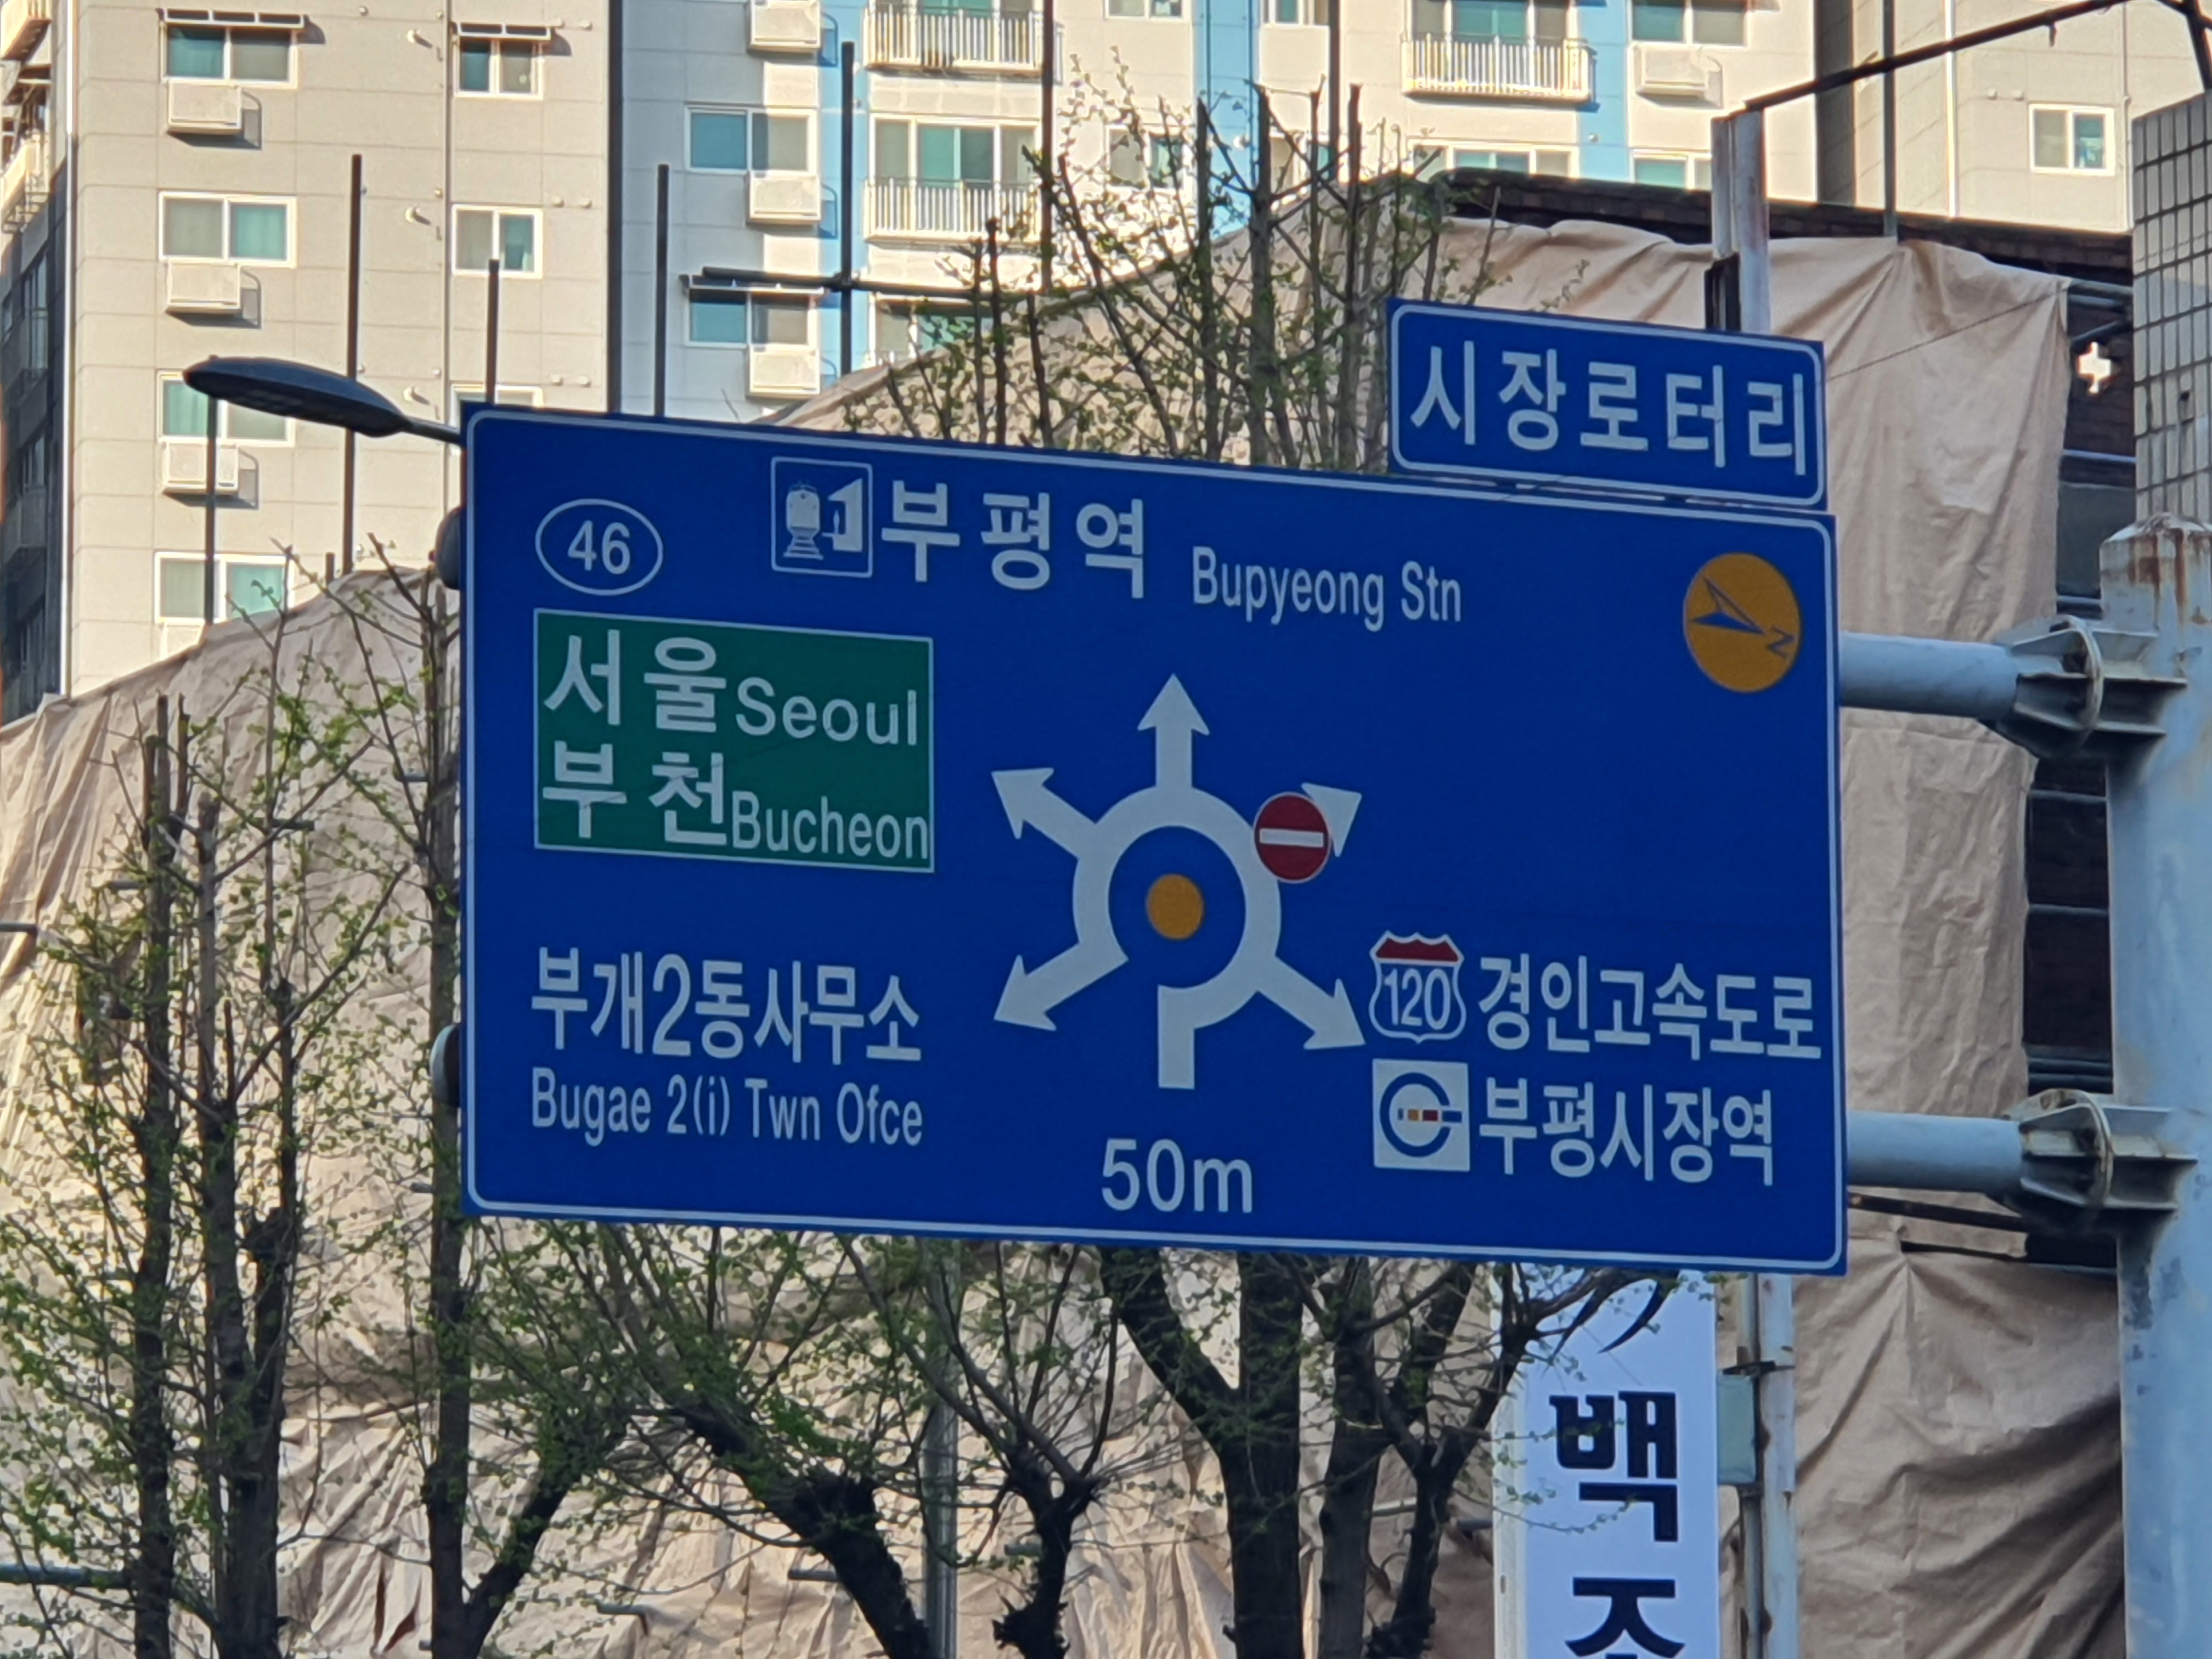 시장로터리
46
부평역 Bupyeong Stn
N
서울 Seoul
부천 Bucheon
부개2동사무소
Bugae 2(i) Twn Ofce
120 경인고속도로
부평시장역
50m
백